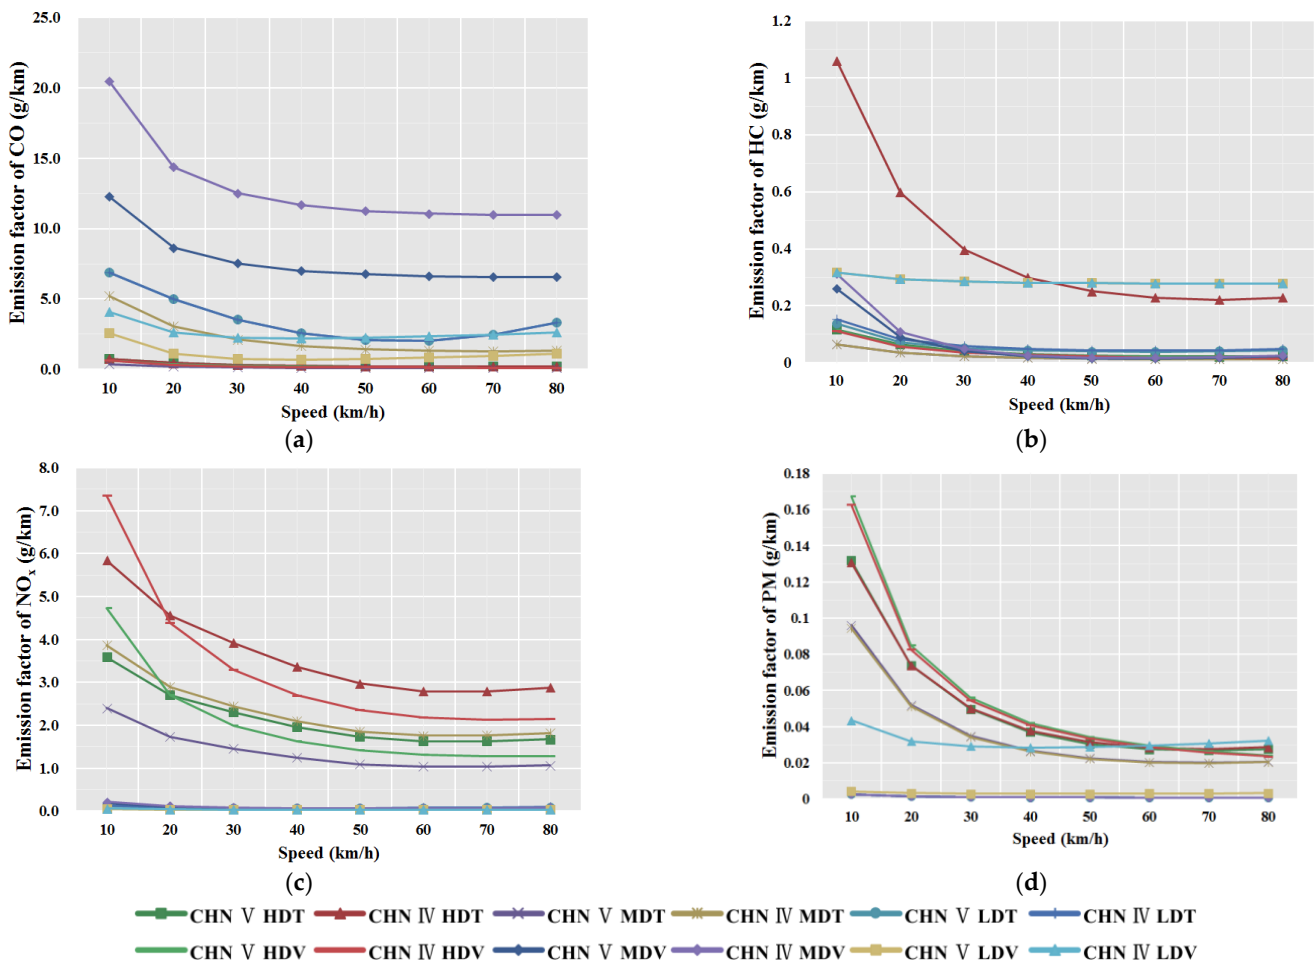 Emission factor of CO (g/km)
25.0
20.0
15.0
10.0
5.0
0.0
10 20 30 40 50 60 70 80
Speed (km/h)
(a)
Emission factor of HC (g/km)
1.2
1
0.8
0.6
0.4
0.2
0
10 20 30 40 50 60 70 80
Speed (km/h)
(b)
Emission factor of NOx (g/km)
8.0
7.0
6.0
5.0
4.0
3.0
2.0
1.0
0.0
10 20 30 40 50 60 70 80
Speed (km/h)
(c)
Emission factor of PM (g/km)
0.18
0.16
0.14
0.12
0.1
0.08
0.06
0.04
0.02
0
10 20 30 40 50 60 70 80
Speed (km/h)
(d)
CHN Ⅴ HDT CHN Ⅳ HDT CHN Ⅴ MDT CHN Ⅳ MDT CHN Ⅴ LDT CHN Ⅳ LDT
CHN Ⅴ HDV CHN Ⅳ HDV CHN Ⅴ MDV CHN Ⅳ MDV CHN Ⅴ LDV CHN Ⅳ LDV